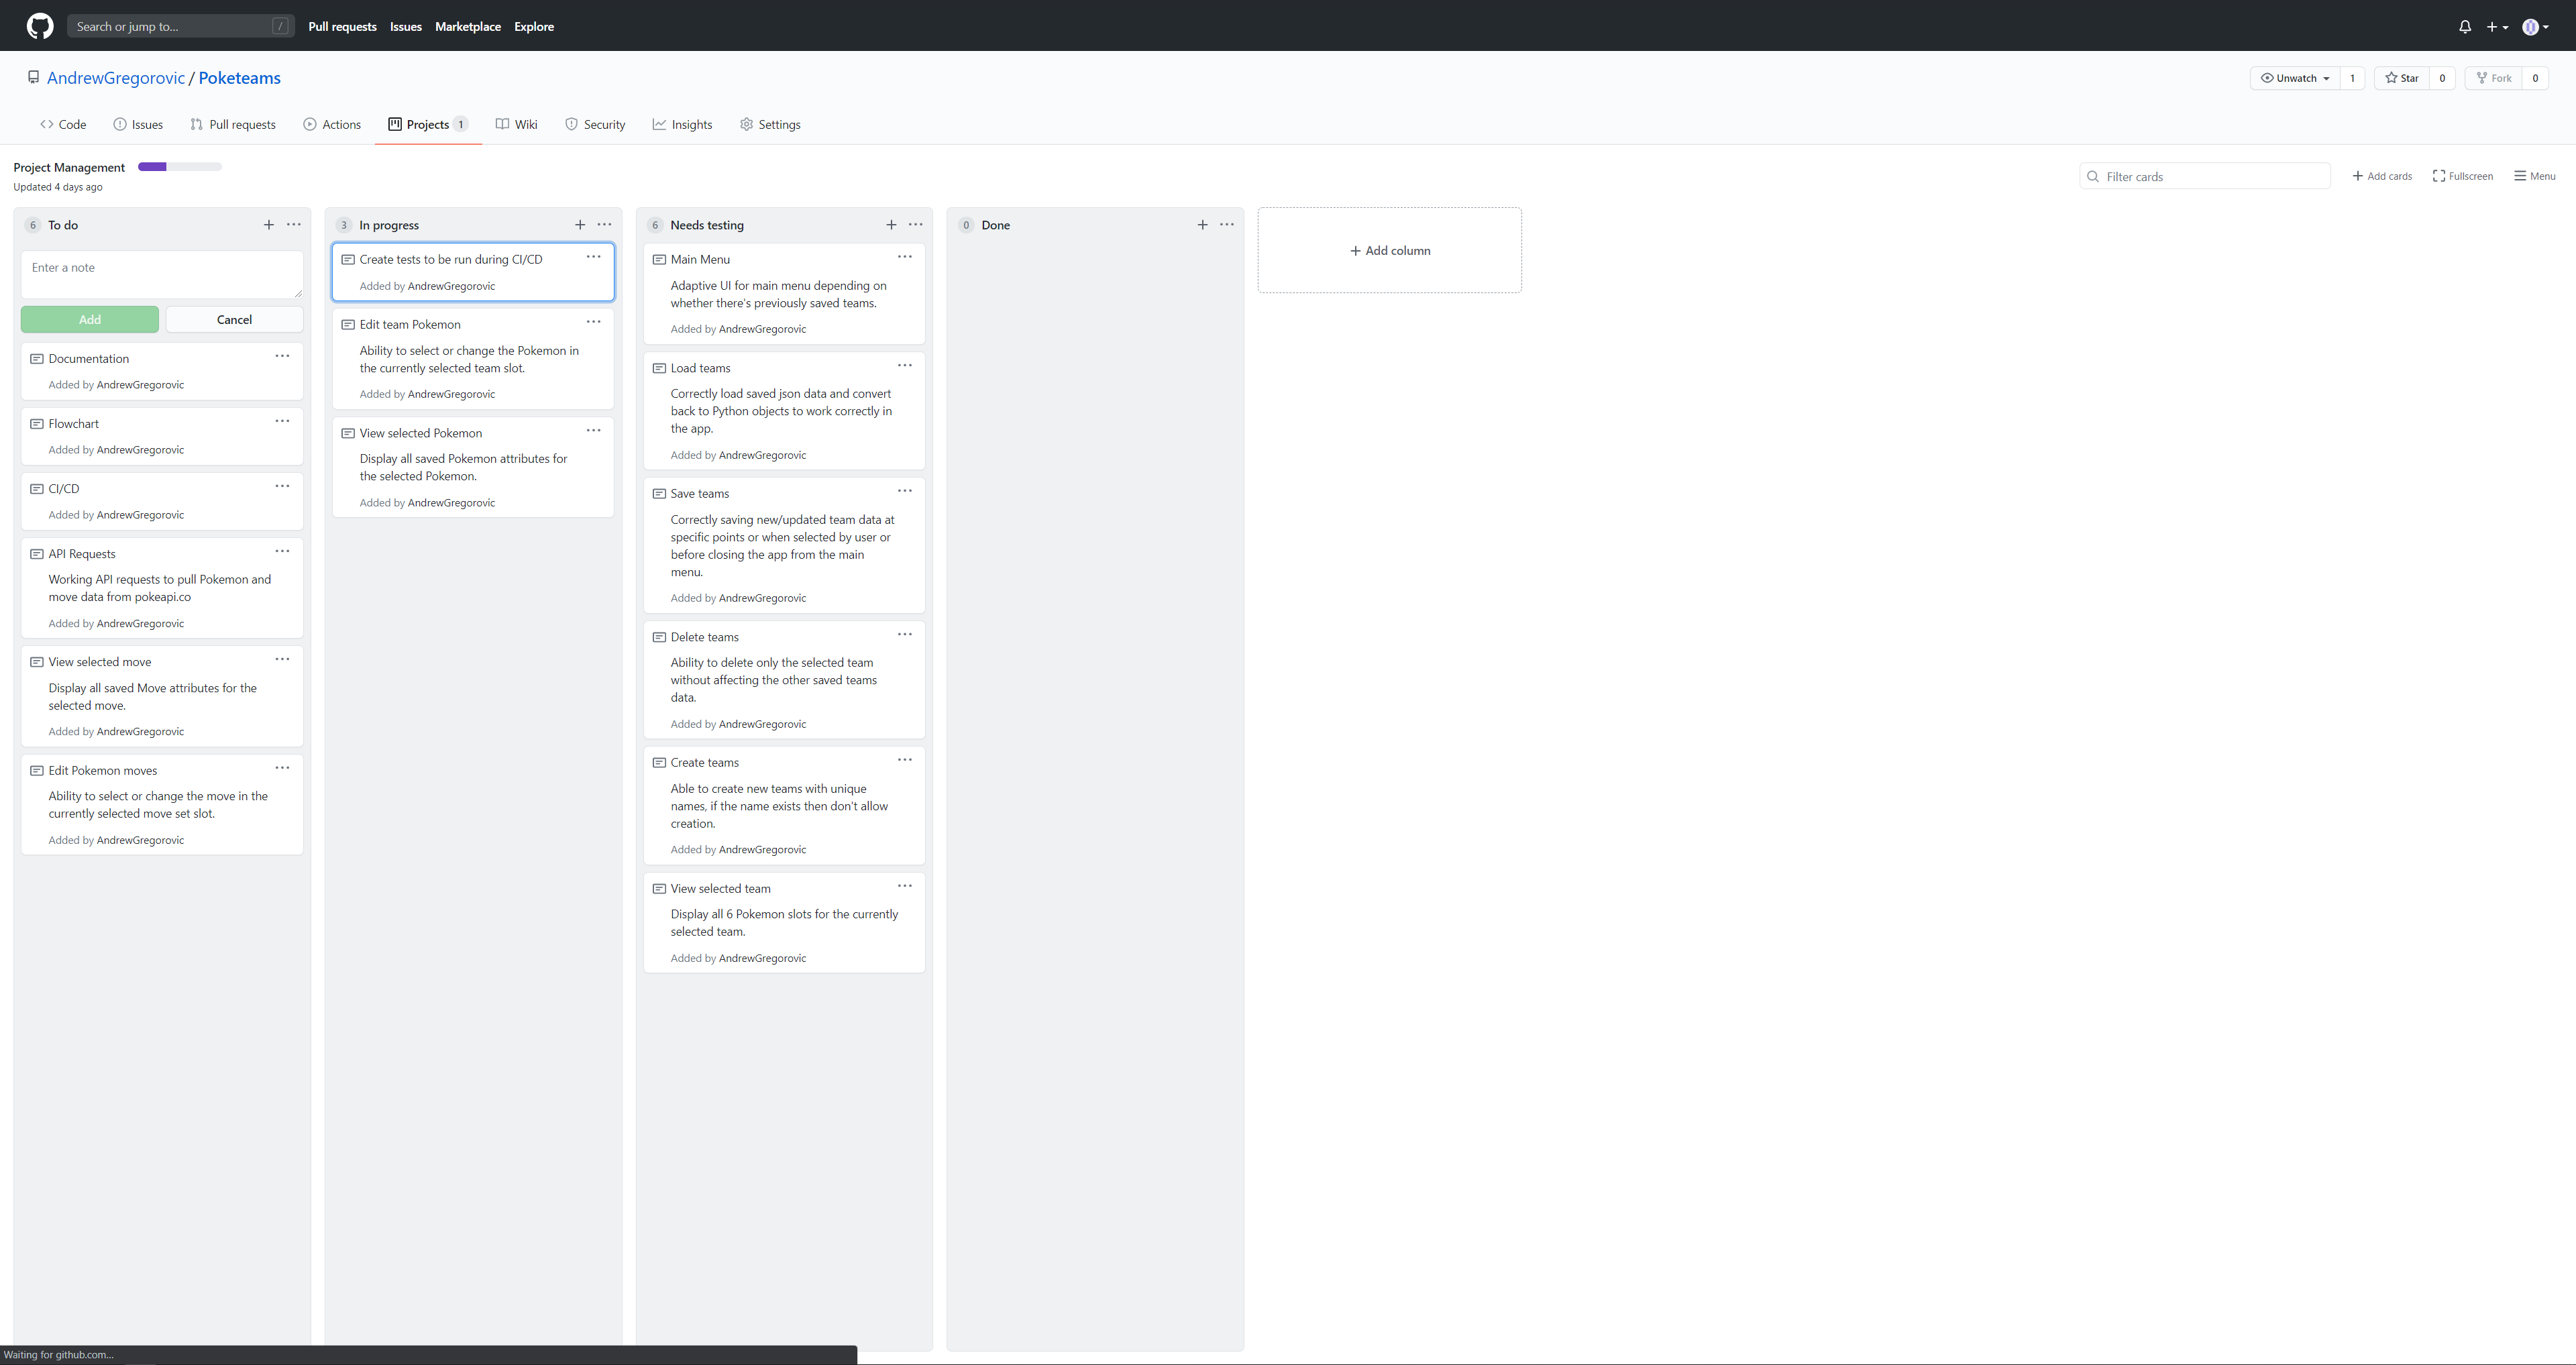 Search or jump to... /
Pull requests
Issues
Marketplace
Explore
AndrewGregorovic / Poketeams
Unwatch 1
Star 0
Fork 0
Code
Issues
Pull requests
Actions
Projects 1
Wiki
Security
Insights
Settings
Project Management
Updated 4 days ago
Filter cards
Add cards
Fullscreen
Menu
6 To do
Enter a note
Add
Cancel
Documentation
Added by AndrewGregorovic
Flowchart
Added by AndrewGregorovic
CI/CD
Added by AndrewGregorovic
API Requests
Working API requests to pull Pokemon and
move data from pokeapi.co
Added by AndrewGregorovic
View selected move
Display all saved Move attributes for the
selected move.
Added by AndrewGregorovic
Edit Pokemon moves
Ability to select or change the move in the
currently selected move set slot.
Added by AndrewGregorovic
3 In progress
Create tests to be run during CI/CD
Added by AndrewGregorovic
Edit team Pokemon
Ability to select or change the Pokemon in
the currently selected team slot.
Added by AndrewGregorovic
View selected Pokemon
Display all saved Pokemon attributes for
the selected Pokemon.
Added by AndrewGregorovic
6 Needs testing
Main Menu
Adaptive UI for main menu depending on
whether there's previously saved teams.
Added by AndrewGregorovic
Load teams
Correctly load saved json data and convert
back to Python objects to work correctly in
the app.
Added by AndrewGregorovic
Save teams
Correctly saving new/updated team data at
specific points or when selected by user or
before closing the app from the main
menu.
Added by AndrewGregorovic
Delete teams
Ability to delete only the selected team
without affecting the other saved teams
data.
Added by AndrewGregorovic
Create teams
Able to create new teams with unique
names, if the name exists then don't allow
creation.
Added by AndrewGregorovic
View selected team
Display all 6 Pokemon slots for the currently
selected team.
Added by AndrewGregorovic
0 Done
Add column
Waiting for github.com...